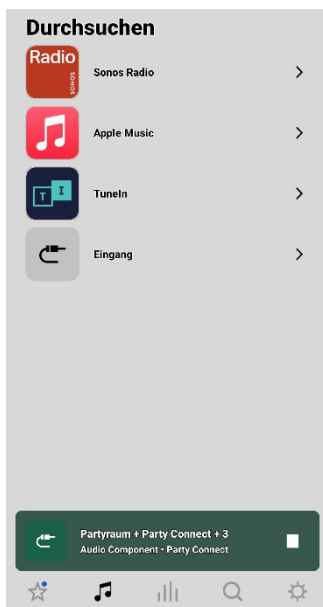 Durchsuchen
Radio
SONOS
Sonos Radio
Apple Music
T I
TuneIn
Eingang
Partyraum + Party Connect + 3
Audio Component • Party Connect